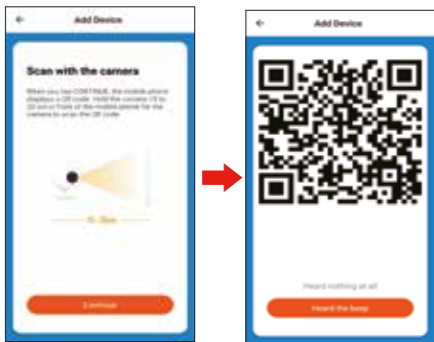 Add Device
Scan with the camera
When you tap CONTINUE, the mobile phone
displays a QR code. Hold the camera 15 to
20 cm in front of the mobile phone for the
camera to scan the QR code.
Continue
Add Device
Heard nothing at all
Heard the beep